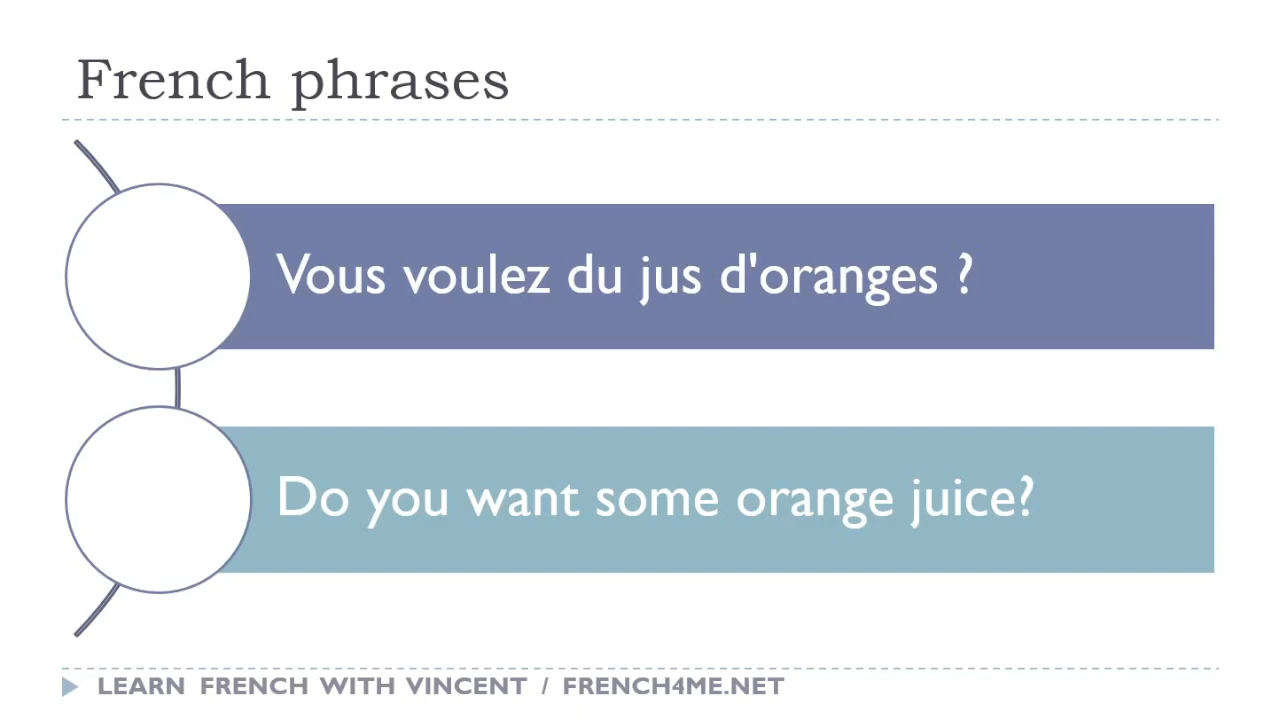 French phrases
Vous voulez du jus d'oranges ?
Do you want some orange juice?
LEARN FRENCH WITH VINCENT / FRENCH4ME.NET